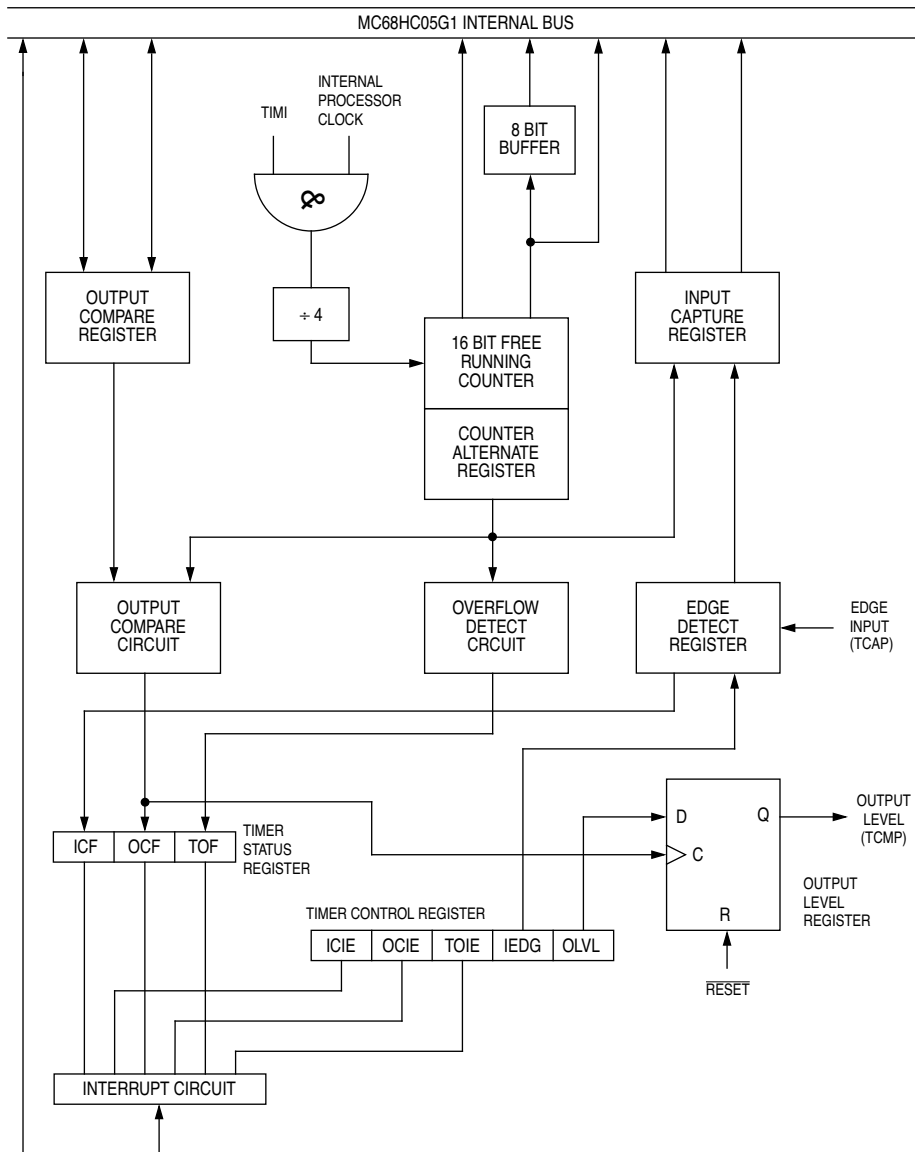 MC68HC05G1 INTERNAL BUS
TIMI
INTERNAL
PROCESSOR
CLOCK
&
8 BIT
BUFFER
OUTPUT
COMPARE
REGISTER
÷ 4
16 BIT FREE
RUNNING
COUNTER
INPUT
CAPTURE
REGISTER
COUNTER
ALTERNATE
REGISTER
OUTPUT
COMPARE
CIRCUIT
OVERFLOW
DETECT
CRCUIT
EDGE
DETECT
REGISTER
EDGE
INPUT
(TCAP)
D
Q
C
R
OUTPUT
LEVEL
(TCMP)
ICF OCF TOF
TIMER
STATUS
REGISTER
OUTPUT
LEVEL
REGISTER
TIMER CONTROL REGISTER
ICIE OCIE TOIE IEDG OLVL
RESET
INTERRUPT CIRCUIT